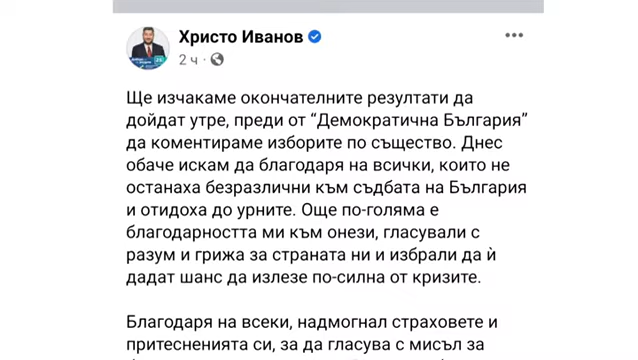 Христо Иванов
2 ч
Ще изчакаме окончателните резултати да
дойдат утре, преди от “Демократична България”
да коментираме изборите по същество. Днес
обаче искам да благодаря на всички, които не
останаха безразлични към съдбата на България
и отидоха до урните. Още по-голяма е
благодарността ми към онези, гласували с
разум и грижа за страната ни и избрали да ѝ
дадат шанс да излезе по-силна от кризите.
Благодаря на всеки, надмогнал страховете и
притесненията си, за да гласува с мисъл за